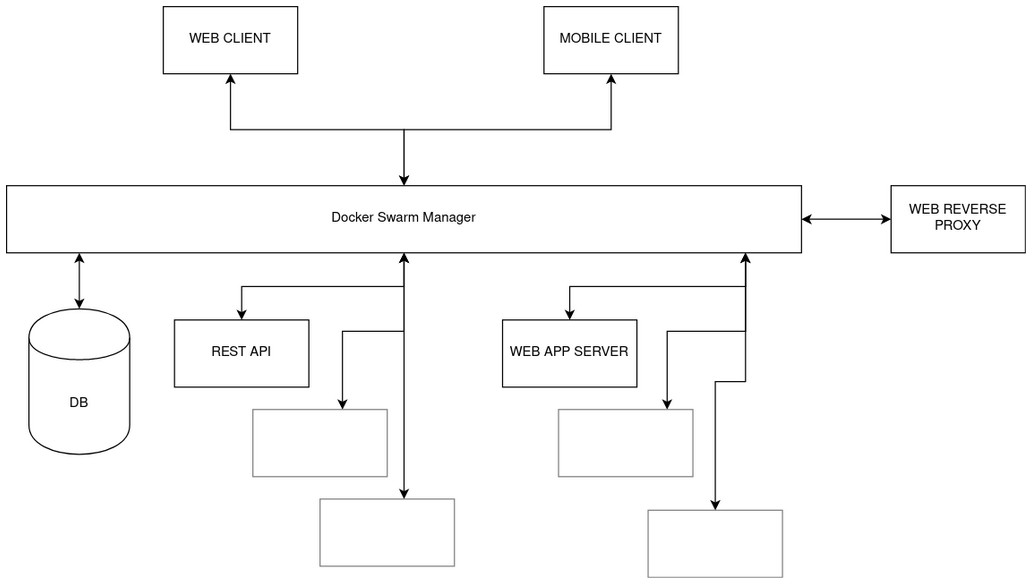 WEB CLIENT
MOBILE CLIENT
Docker Swarm Manager
WEB REVERSE
PROXY
REST API
WEB APP SERVER
DB